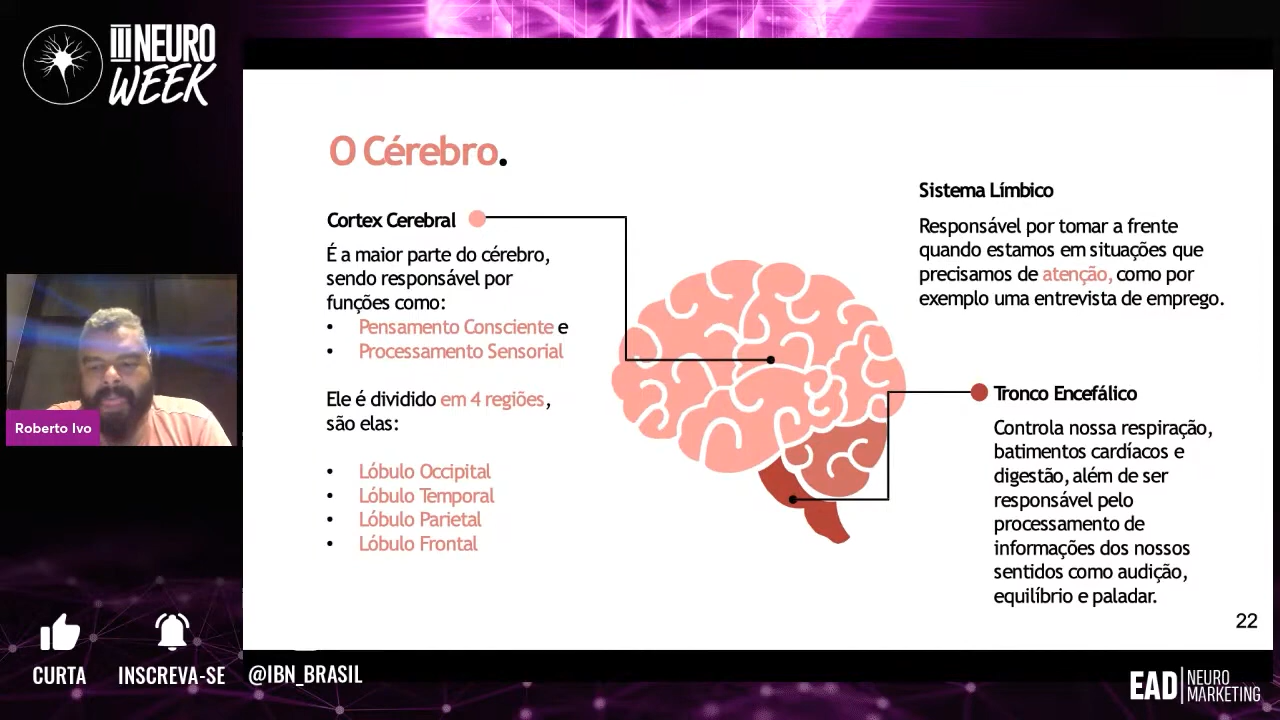 III NEURO
WEEK
O Cérebro.
Cortex Cerebral
É a maior parte do cérebro,
sendo responsável por
funções como:
• Pensamento Consciente e
• Processamento Sensorial
Ele é dividido em 4 regiões,
são elas:
• Lóbulo Occipital
• Lóbulo Temporal
• Lóbulo Parietal
• Lóbulo Frontal
Sistema Límbico
Responsável por tomar a frente
quando estamos em situações que
precisamos de atenção, como por
exemplo uma entrevista de emprego.
Tronco Encefálico
Controla nossa respiração,
batimentos cardíacos e
digestão, além de ser
responsável pelo
processamento de
informações dos nossos
sentidos como audição,
equilíbrio e paladar.
22
Roberto Ivo
CURTA
INSCREVA-SE
@IBN_BRASIL
EAD NEURO
MARKETING